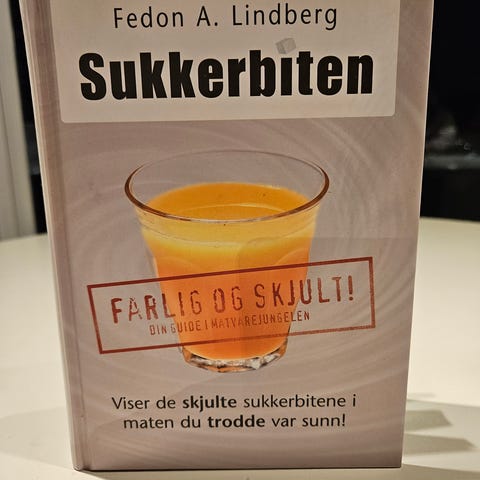 Fedon A. Lindberg
Sukkerbiten
FARLIG OG SKJULT!
DIN GUIDE I MATVAREJUNGELEN
Viser de skjulte sukkerbitene i
maten du trodde var sunn!